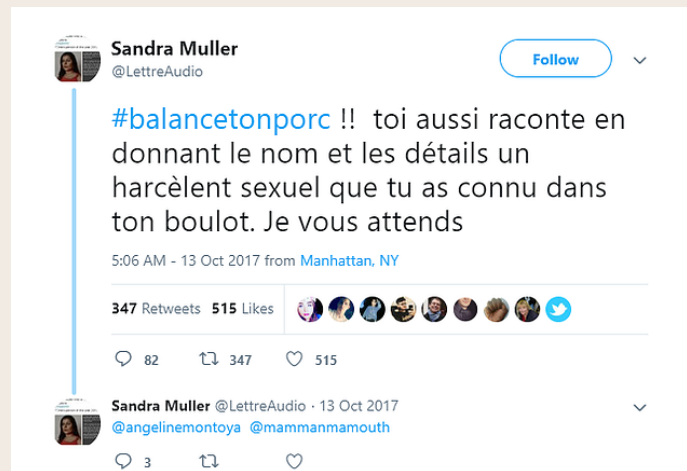 Sandra Muller
@LettreAudio
Follow
#balancetonporc !! toi aussi raconte en
donnant le nom et les détails un
harcèlent sexuel que tu as connu dans
ton boulot. Je vous attends
5:06 AM - 13 Oct 2017 from Manhattan, NY
347 Retweets 515 Likes
82 347 515
Sandra Muller @LettreAudio · 13 Oct 2017
@angelinemontoya @mammanmamouth
3